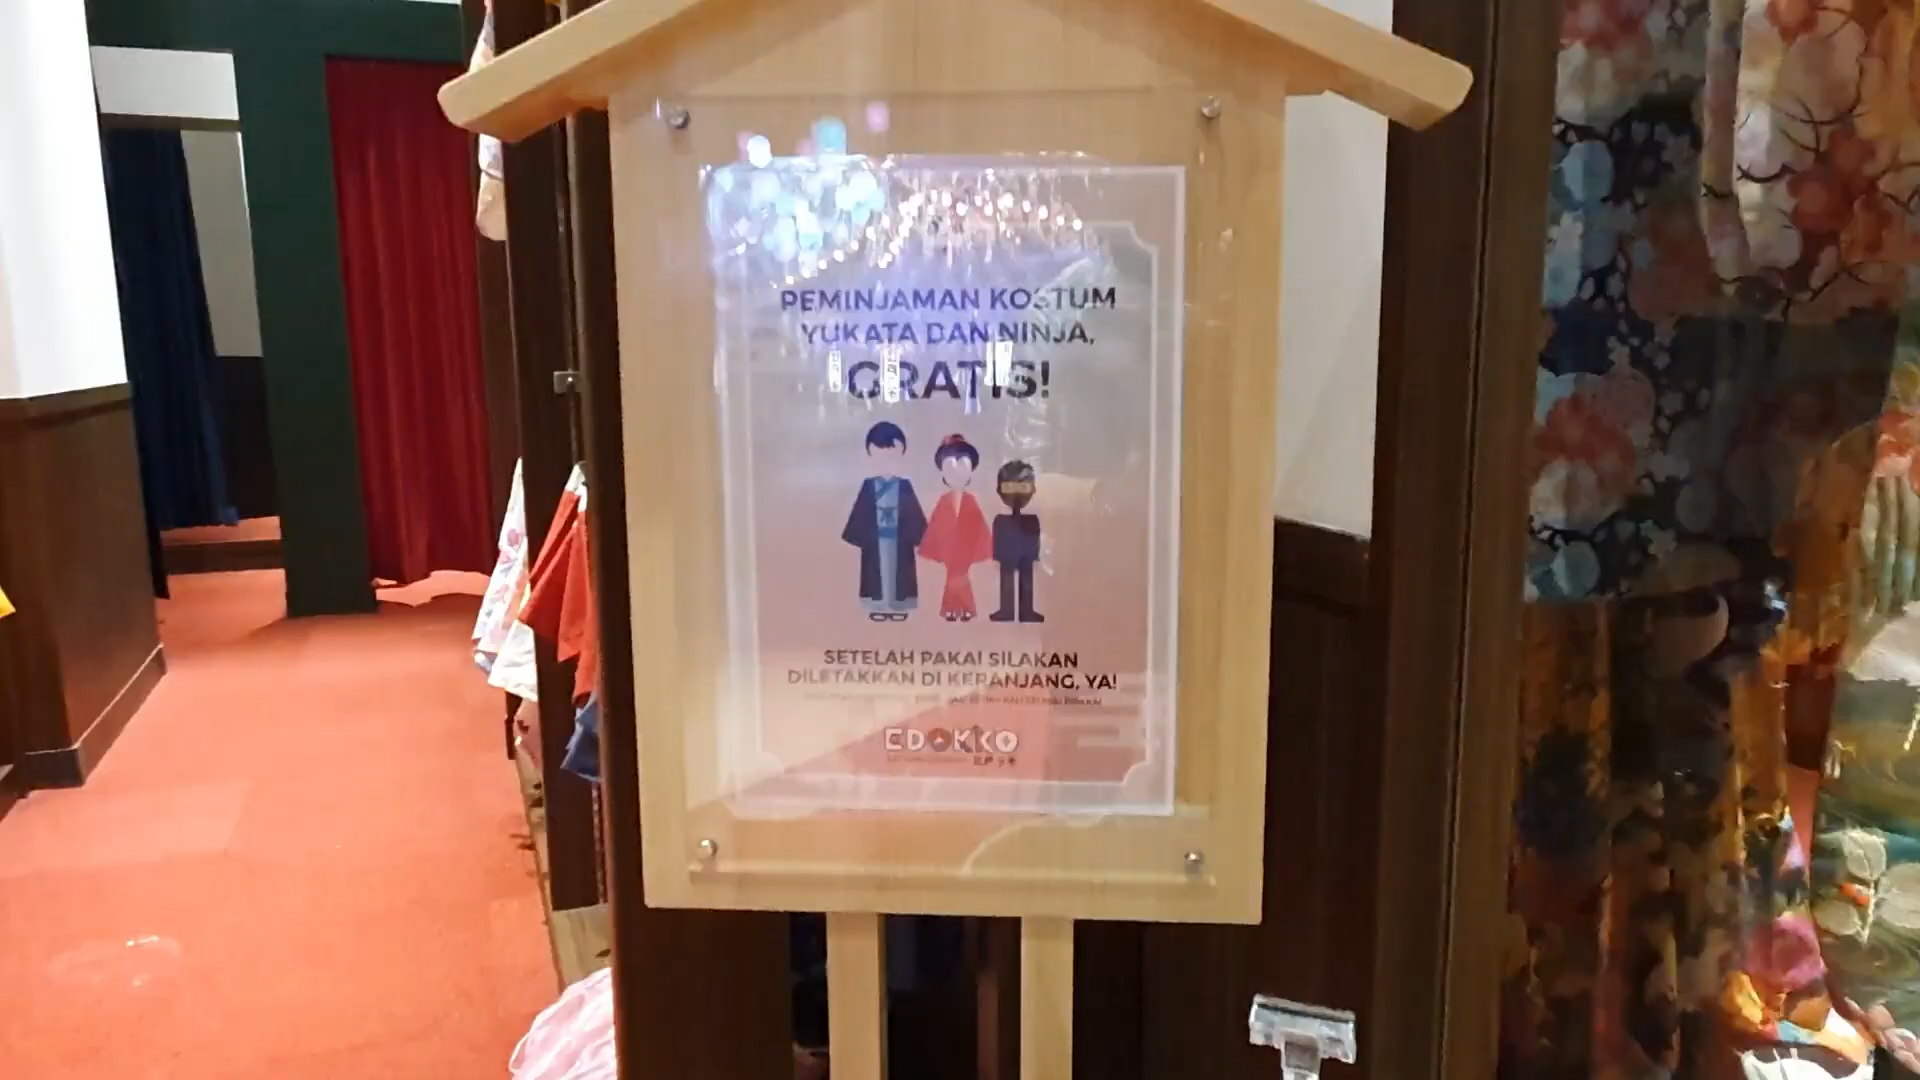 PEMINJAMAN KOSTUM
YUKATA DAN NINJA,
GRATIS!
SETELAH PAKAI SILAKAN
DILETAKKAN DI KERANJANG, YA!
EDOKKO